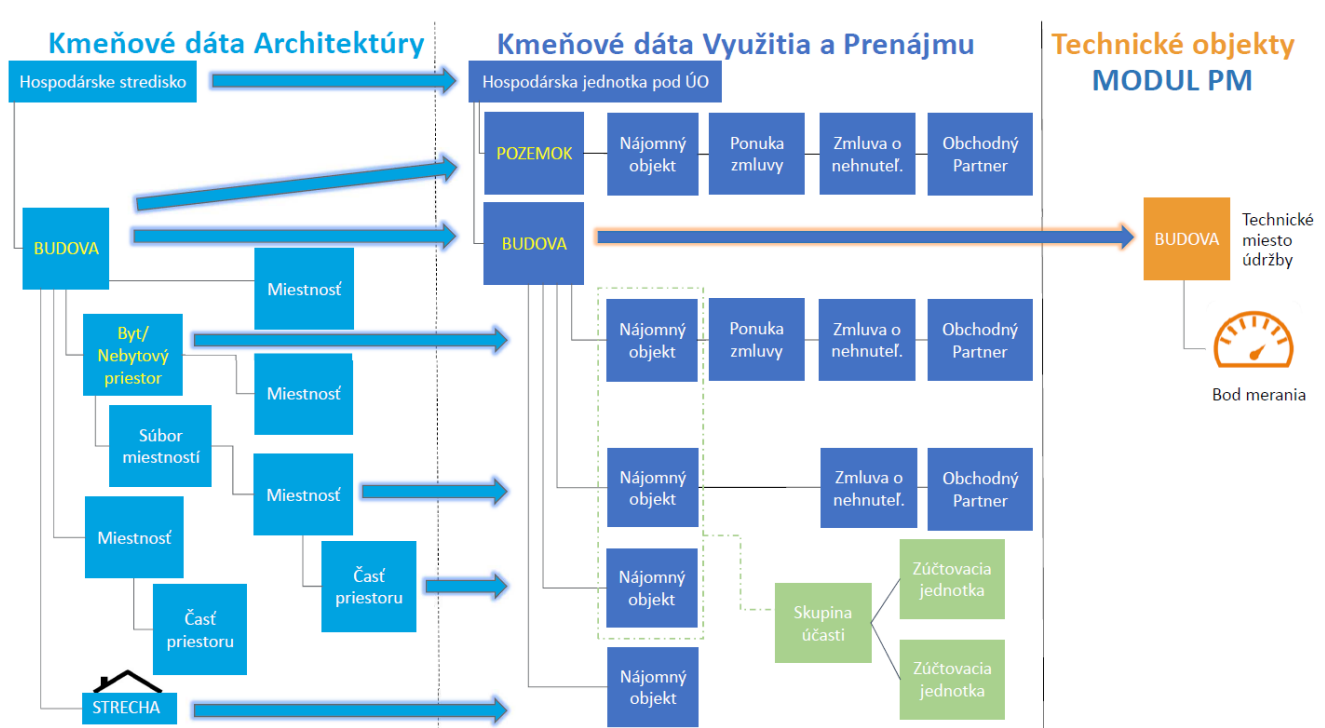 Kmeňové dáta Architektúry
Kmeňové dáta Využitia a Prenájmu
Technické objekty
MODUL PM
Hospodárske stredisko
Hospodárska jednotka pod ÚO
POZEMOK
Nájomný
objekt
Ponuka
zmluvy
Zmluva o
nehnuteľ.
Obchodný
Partner
BUDOVA
BUDOVA
BUDOVA
Technické
miesto
údržby
Miestnosť
Byt/
Nebytový
priestor
Nájomný
objekt
Ponuka
zmluvy
Zmluva o
nehnuteľ.
Obchodný
Partner
Bod merania
Miestnosť
Súbor
miestností
Miestnosť
Nájomný
objekt
Zmluva o
nehnuteľ.
Obchodný
Partner
Miestnosť
Časť
priestoru
Nájomný
objekt
Zúčtovacia
jednotka
Časť
priestoru
Skupina
účasti
Zúčtovacia
jednotka
STRECHA
Nájomný
objekt